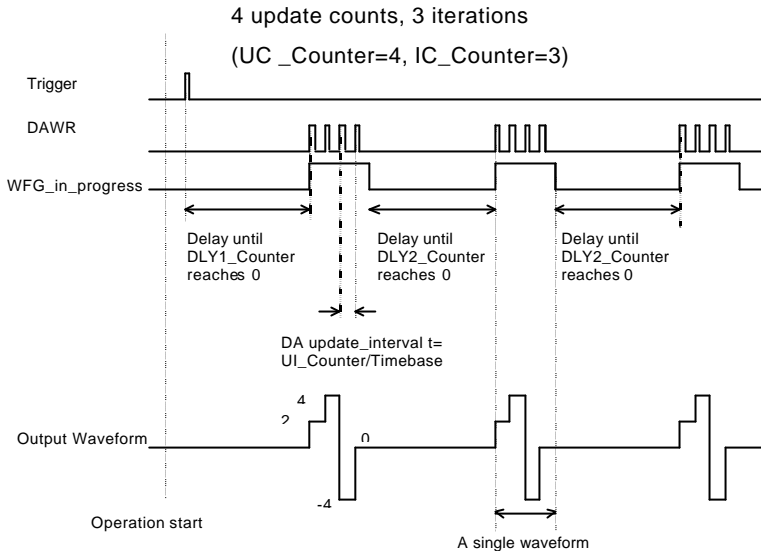 4 update counts, 3 iterations
(UC _Counter=4, IC_Counter=3)
Trigger
DAWR
WFG_in_progress
Delay until
DLY1_Counter
reaches 0
Delay until
DLY2_Counter
reaches 0
Delay until
DLY2_Counter
reaches 0
DA update_interval t=
UI_Counter/Timebase
4
2
0
Output Waveform
-4
Operation start
A single waveform